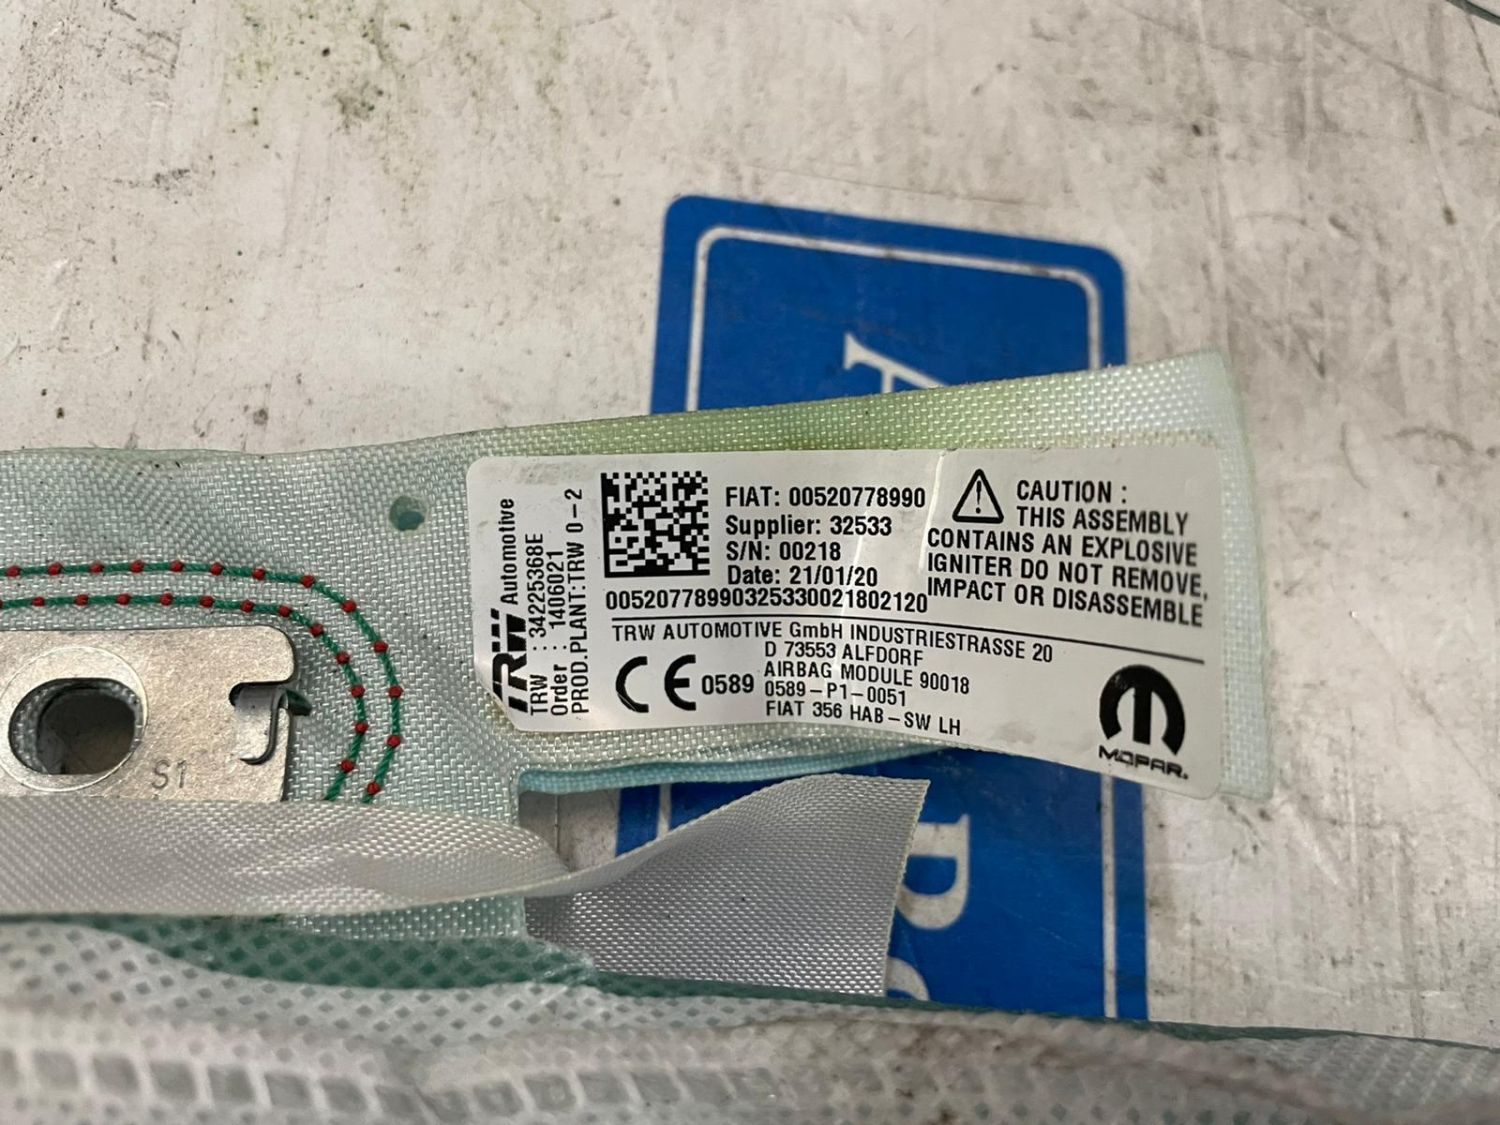 TRW Automotive
TRW : 34225368E
Order : 1406021
PROD.PLANT:TRW 0-2
FIAT: 00520778990
Supplier: 32533
S/N: 00218
Date: 21/01/20
00520778990325330021802120
CAUTION :
THIS ASSEMBLY
CONTAINS AN EXPLOSIVE
IGNITER DO NOT REMOVE,
IMPACT OR DISASSEMBLE
TRW AUTOMOTIVE GmbH INDUSTRIESTRASSE 20
D 73553 ALFDORF
AIRBAG MODULE 90018
CE 0589 0589-P1-0051
FIAT 356 HAB-SW LH
MOPAR.
S1